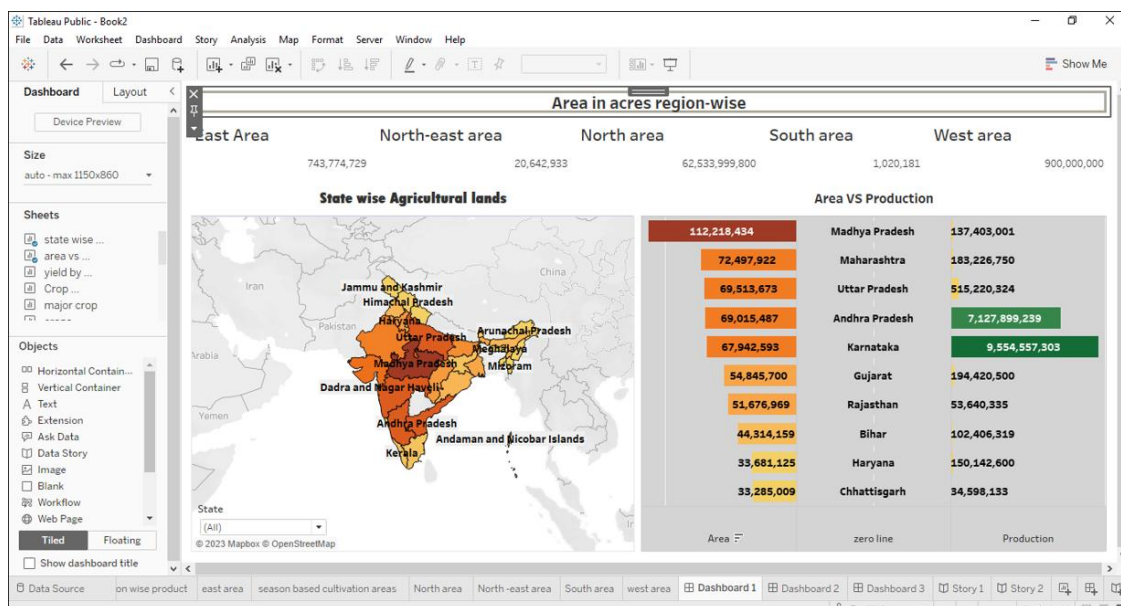 Tableau Public - Book2
File Data Worksheet Dashboard Story Analysis Map Format Server Window Help
Show Me
Dashboard Layout
Device Preview
Size
auto - max 1150x860
Sheets
state wise ...
area vs ...
yield by ...
Crop ...
major crop
Objects
Horizontal Contain...
Vertical Container
Text
Extension
Ask Data
Data Story
Image
Blank
Workflow
Web Page
Tiled Floating
Show dashboard title
Area in acres region-wise
East Area North-east area North area South area West area
743,774,729 20,642,933 62,533,999,800 1,020,181 900,000,000
State wise Agricultural lands
Iran
China
Pakistan
Arabia
Yemen
Jammu and Kashmir
Himachal Pradesh
Haryana
Arunachal Pradesh
Uttar Pradesh
Meghalaya
Madhya Pradesh
Mizoram
Dadra and Nagar Haveli
Andhra Pradesh
Andaman and Nicobar Islands
Kerala
State
(All)
© 2023 Mapbox © OpenStreetMap
Area VS Production
112,218,434 Madhya Pradesh 137,403,001
72,497,922 Maharashtra 183,226,750
69,513,673 Uttar Pradesh 515,220,324
69,015,487 Andhra Pradesh 7,127,899,239
67,942,593 Karnataka 9,554,557,303
54,845,700 Gujarat 194,420,500
51,676,969 Rajasthan 53,640,335
44,314,159 Bihar 102,406,319
33,681,125 Haryana 150,142,600
33,285,009 Chhattisgarh 34,598,133
Area zero line Production
Data Source on wise product east area season based cultivation areas North area North -east area South area west area Dashboard 1 Dashboard 2 Dashboard 3 Story 1 Story 2